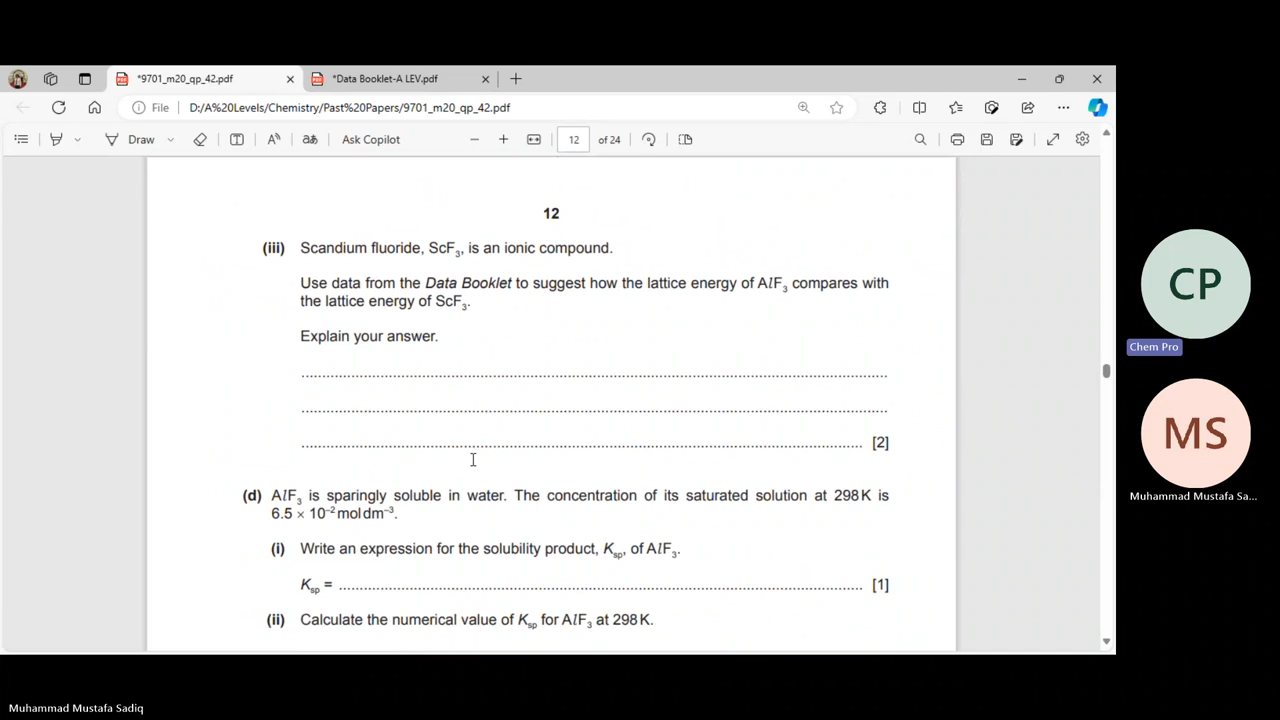 *9701_m20_qp_42.pdf
*Data Booklet-A LEV.pdf
File
D:/A%20Levels/Chemistry/Past%20Papers/9701_m20_qp_42.pdf
Draw
Ask Copilot
12 of 24
12
(iii) Scandium fluoride, ScF₃, is an ionic compound.
Use data from the Data Booklet to suggest how the lattice energy of AlF₃ compares with
the lattice energy of ScF₃.
Explain your answer.
...................................................................................................................
...................................................................................................................
............................................................................................................. [2]
(d) AlF₃ is sparingly soluble in water. The concentration of its saturated solution at 298 K is
6.5 × 10⁻² mol dm⁻³.
(i) Write an expression for the solubility product, Kₛₚ, of AlF₃.
Kₛₚ = ....................................................................................................... [1]
(ii) Calculate the numerical value of Kₛₚ for AlF₃ at 298 K.
CP
Chem Pro
MS
Muhammad Mustafa Sa...
Muhammad Mustafa Sadiq